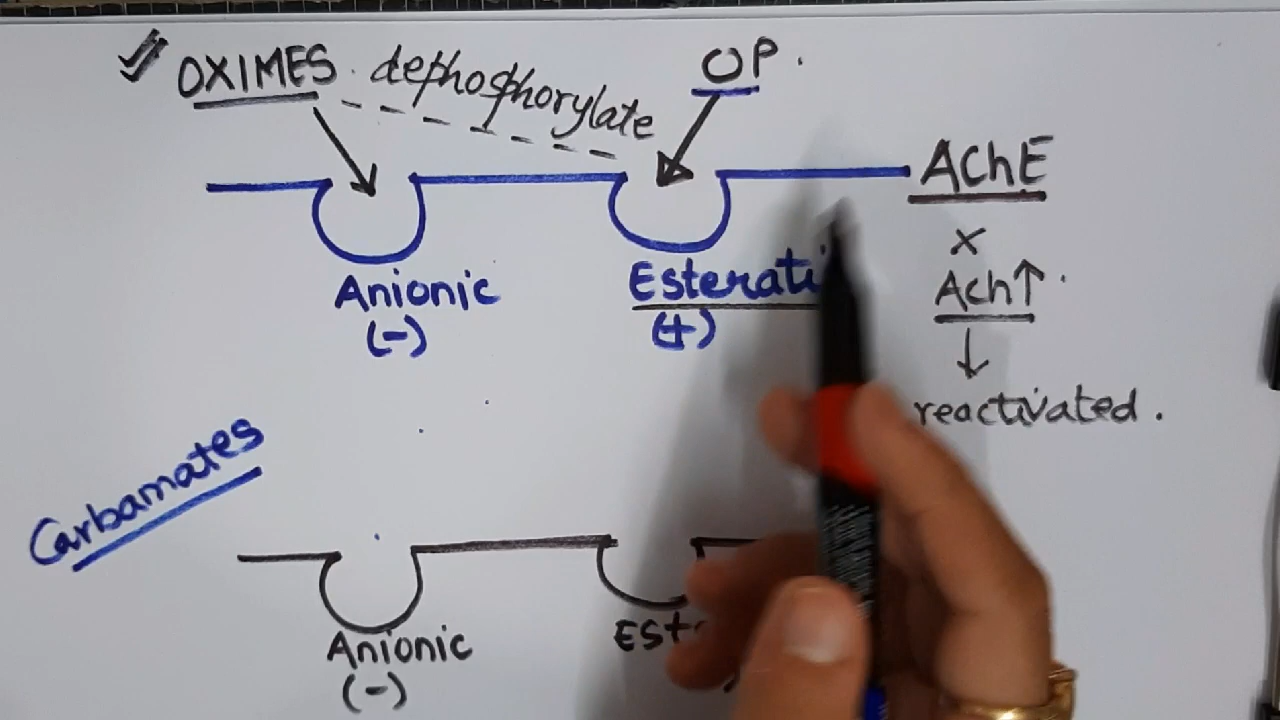 OXIMES. dephosphorylate
OP.
AChE
x
Ach↑.
↓
reactivated.
Anionic
(-)
(+)
Carbamates
Anionic
(-)